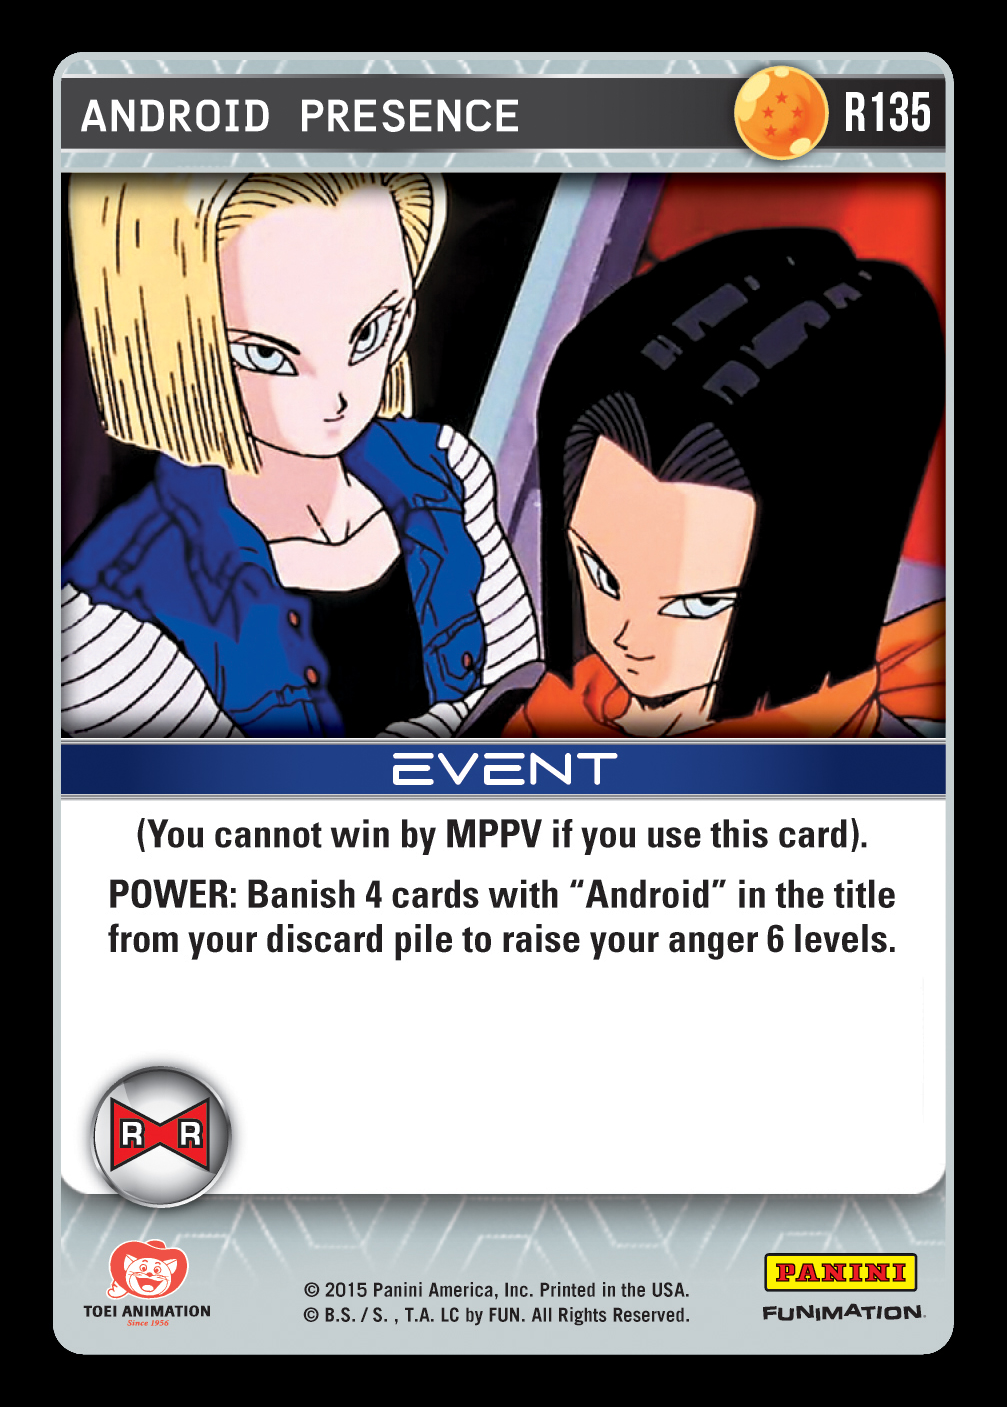 ANDROID PRESENCE R135
EVENT
(You cannot win by MPPV if you use this card).
POWER: Banish 4 cards with “Android” in the title
from your discard pile to raise your anger 6 levels.
R R
TOEI ANIMATION
Since 1956
© 2015 Panini America, Inc. Printed in the USA.
© B.S. / S. , T.A. LC by FUN. All Rights Reserved.
PANINI
FUNIMATION